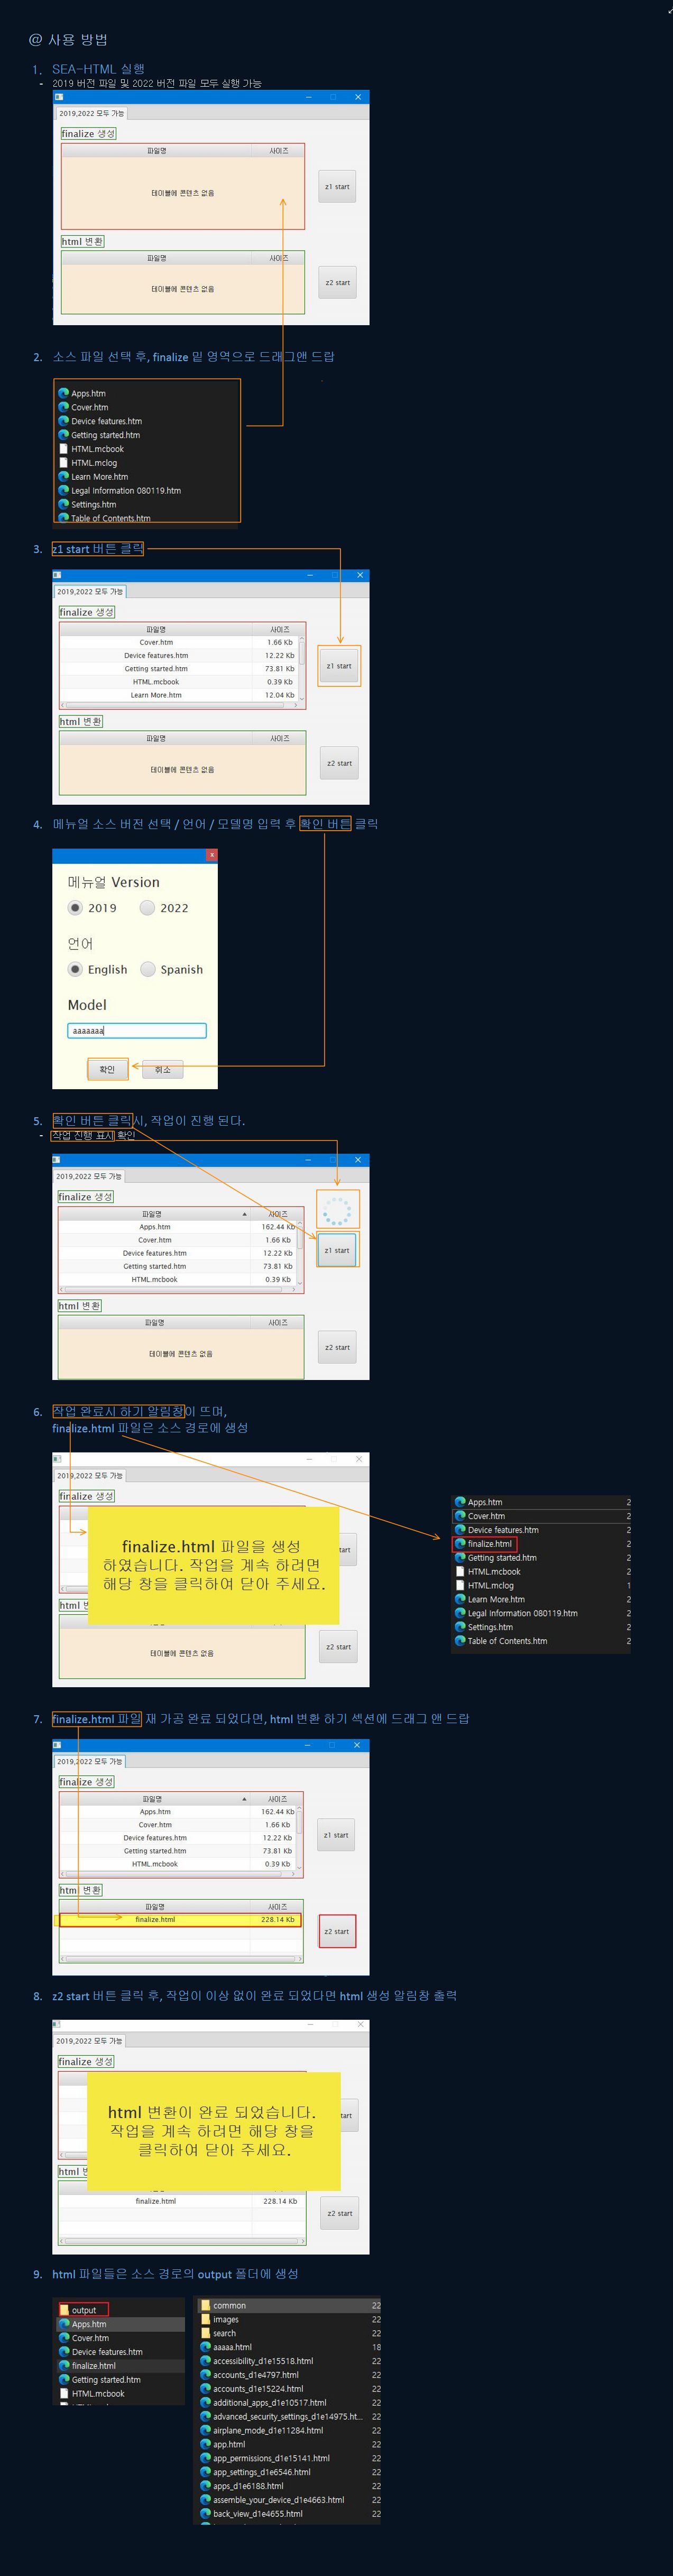 @ 사용 방법
1. SEA-HTML 실행
- 2019 버전 파일 및 2022 버전 파일 모두 실행 가능
2019,2022 모두 가능
finalize 생성
파일명 사이즈
테이블에 콘텐츠 없음
z1 start
html 변환
파일명 사이즈
테이블에 콘텐츠 없음
z2 start
2. 소스 파일 선택 후, finalize 밑 영역으로 드래그앤 드랍
Apps.htm
Cover.htm
Device features.htm
Getting started.htm
HTML.mcbook
HTML.mclog
Learn More.htm
Legal Information 080119.htm
Settings.htm
Table of Contents.htm
3. z1 start 버튼 클릭
2019,2022 모두 가능
finalize 생성
파일명 사이즈
Cover.htm 1.66 Kb
Device features.htm 12.22 Kb
Getting started.htm 73.81 Kb
HTML.mcbook 0.39 Kb
Learn More.htm 12.04 Kb
z1 start
html 변환
파일명 사이즈
테이블에 콘텐츠 없음
z2 start
4. 메뉴얼 소스 버전 선택 / 언어 / 모델명 입력 후 확인 버튼 클릭
x
메뉴얼 Version
2019 2022
언어
English Spanish
Model
aaaaaaa
확인 취소
5. 확인 버튼 클릭시, 작업이 진행 된다.
- 작업 진행 표시 확인
2019,2022 모두 가능
finalize 생성
파일명 사이즈
Apps.htm 162.44 Kb
Cover.htm 1.66 Kb
Device features.htm 12.22 Kb
Getting started.htm 73.81 Kb
HTML.mcbook 0.39 Kb
z1 start
html 변환
파일명 사이즈
테이블에 콘텐츠 없음
z2 start
6. 작업 완료시 하기 알림창이 뜨며,
finalize.html 파일은 소스 경로에 생성
2019,2022 모두 가능
finalize 생성
finalize.html 파일을 생성
하였습니다. 작업을 계속 하려면
해당 창을 클릭하여 닫아 주세요.
tart
html 변
테이블에 콘텐츠 없음
z2 start
Apps.htm 2
Cover.htm 2
Device features.htm 2
finalize.html 2
Getting started.htm 2
HTML.mcbook 2
HTML.mclog 1
Learn More.htm 2
Legal Information 080119.htm 2
Settings.htm 2
Table of Contents.htm 2
7. finalize.html 파일 재 가공 완료 되었다면, html 변환 하기 섹션에 드래그 앤 드랍
2019,2022 모두 가능
finalize 생성
파일명 사이즈
Apps.htm 162.44 Kb
Cover.htm 1.66 Kb
Device features.htm 12.22 Kb
Getting started.htm 73.81 Kb
HTML.mcbook 0.39 Kb
z1 start
html 변환
파일명 사이즈
finalize.html 228.14 Kb
z2 start
8. z2 start 버튼 클릭 후, 작업이 이상 없이 완료 되었다면 html 생성 알림창 출력
2019,2022 모두 가능
finalize 생성
html 변환이 완료 되었습니다.
작업을 계속 하려면 해당 창을
클릭하여 닫아 주세요.
tart
html 변
finalize.html 228.14 Kb
z2 start
9. html 파일들은 소스 경로의 output 폴더에 생성
output
Apps.htm
Cover.htm
Device features.htm
finalize.html
Getting started.htm
HTML.mcbook
common 22
images 22
search 22
aaaaa.html 18
accessibility_d1e15518.html 22
accounts_d1e4797.html 22
accounts_d1e15224.html 22
additional_apps_d1e10517.html 22
advanced_security_settings_d1e14975.ht... 22
airplane_mode_d1e11284.html 22
app.html 22
app_permissions_d1e15141.html 22
app_settings_d1e6546.html 22
apps_d1e6188.html 22
assemble_your_device_d1e4663.html 22
back_view_d1e4655.html 22